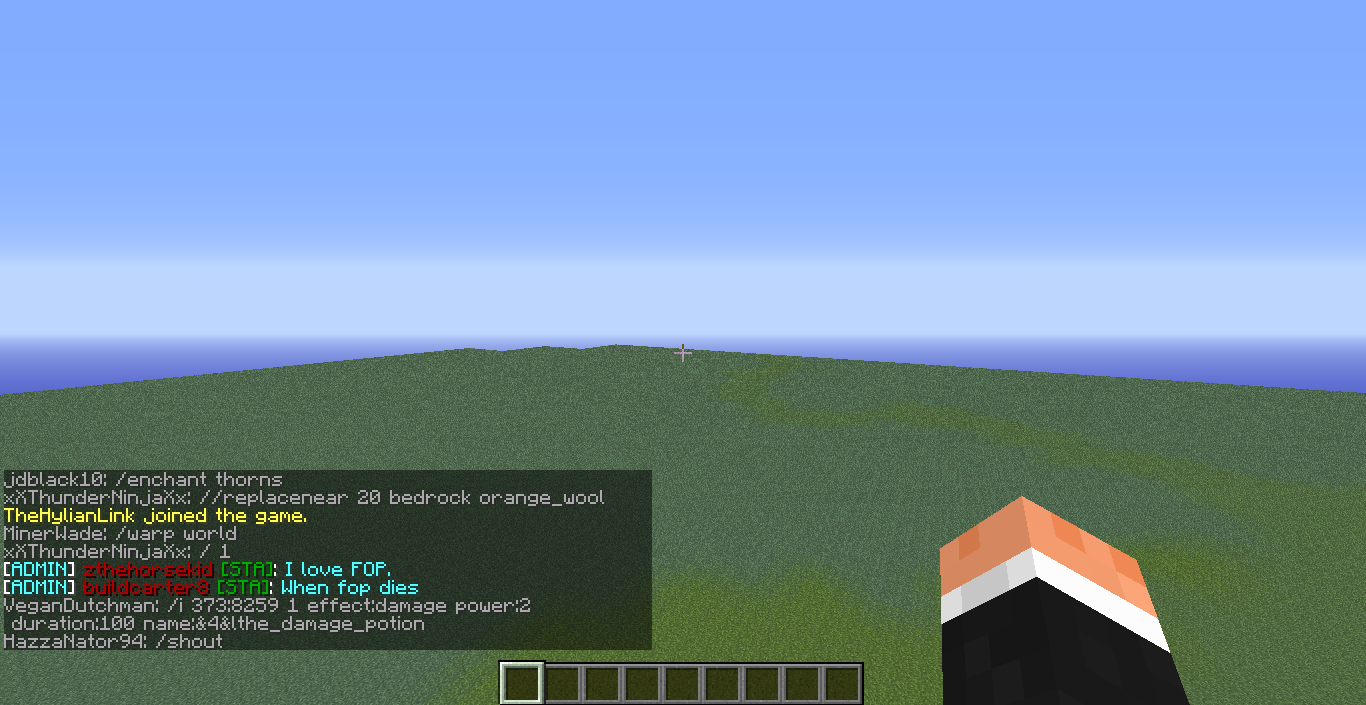 jdblack10: /enchant thorns
xXThunderNinjaXx: //replacenear 20 bedrock orange_wool
TheHylianLink joined the game.
MinerWade: /warp world
xXThunderNinjaXx: / 1
[ADMIN] zthehorsekid [STA]: I love FOP.
[ADMIN] buildcarter8 [STA]: When fop dies
VeganDutchman: /i 373:8259 1 effect:damage power:2
duration:100 name:&4&lthe_damage_potion
HazzaNator94: /shout